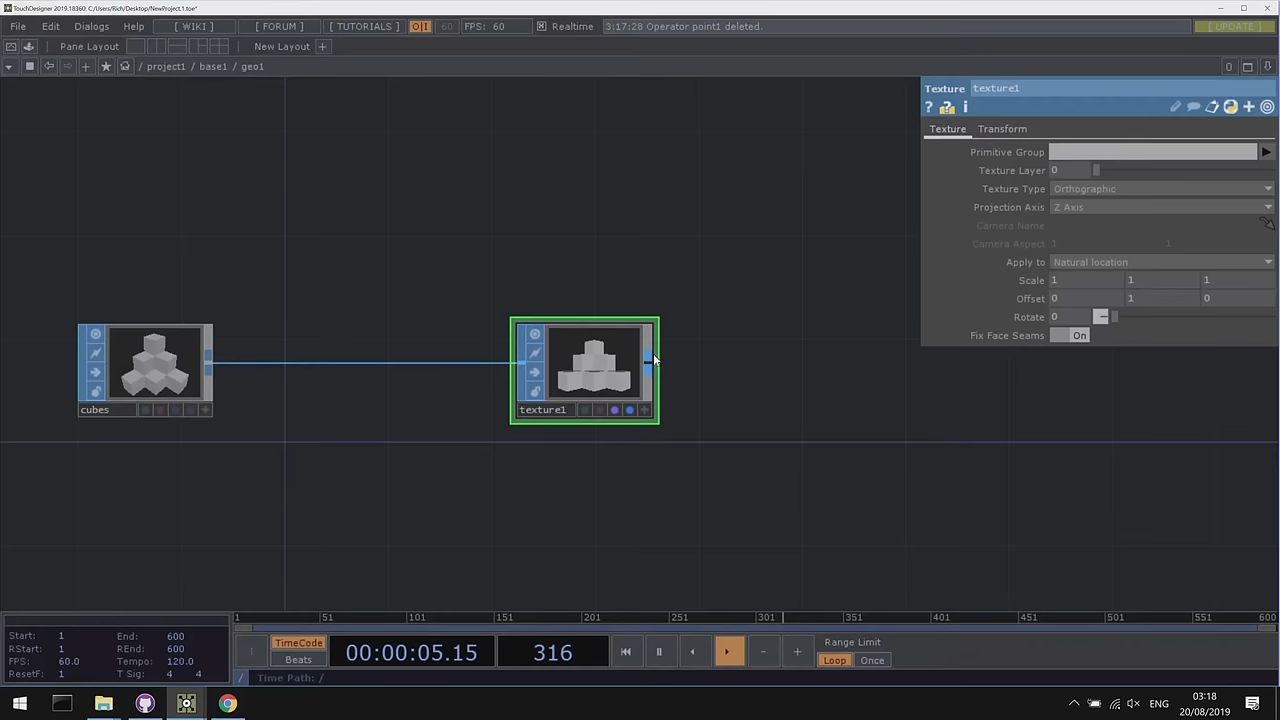 TouchDesigner 2019.18360: C:/Users/Rich/Desktop/NewProject.1.toe*
File Edit Dialogs Help [ WIKI ] [ FORUM ] [ TUTORIALS ] O|I 60 FPS: 60 Realtime 3:17:28 Operator point1 deleted. [ UPDATE ]
Pane Layout New Layout +
/ project1 / base1 / geo1 0
Texture texture1
? ? i
Texture Transform
Primitive Group
Texture Layer 0
Texture Type Orthographic
Projection Axis Z Axis
Camera Name
Camera Aspect 1 1
Apply to Natural location
Scale 1 1 1
Offset 0 1 0
Rotate 0
Fix Face Seams On
cubes
texture1
1 51 101 151 201 251 301 351 401 451 501 551 600
Start: 1 End: 600
RStart: 1 REnd: 600
FPS: 60.0 Tempo: 120.0
ResetF: 1 T Sig: 4 4
TimeCode
Beats
00:00:05.15
316
Range Limit
Loop Once
/ Time Path: /
ENG
03:18
20/08/2019